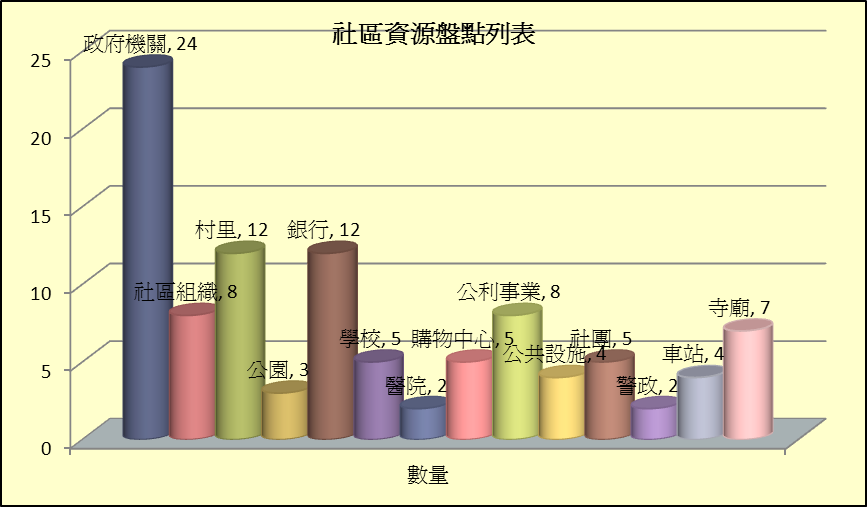 社區資源盤點列表
政府機關, 24
社區組織, 8
村里, 12
公園, 3
銀行, 12
學校, 5
醫院, 2
購物中心, 5
公利事業, 8
公共設施, 4
社團, 5
警政, 2
車站, 4
寺廟, 7
25
20
15
10
5
0
數量